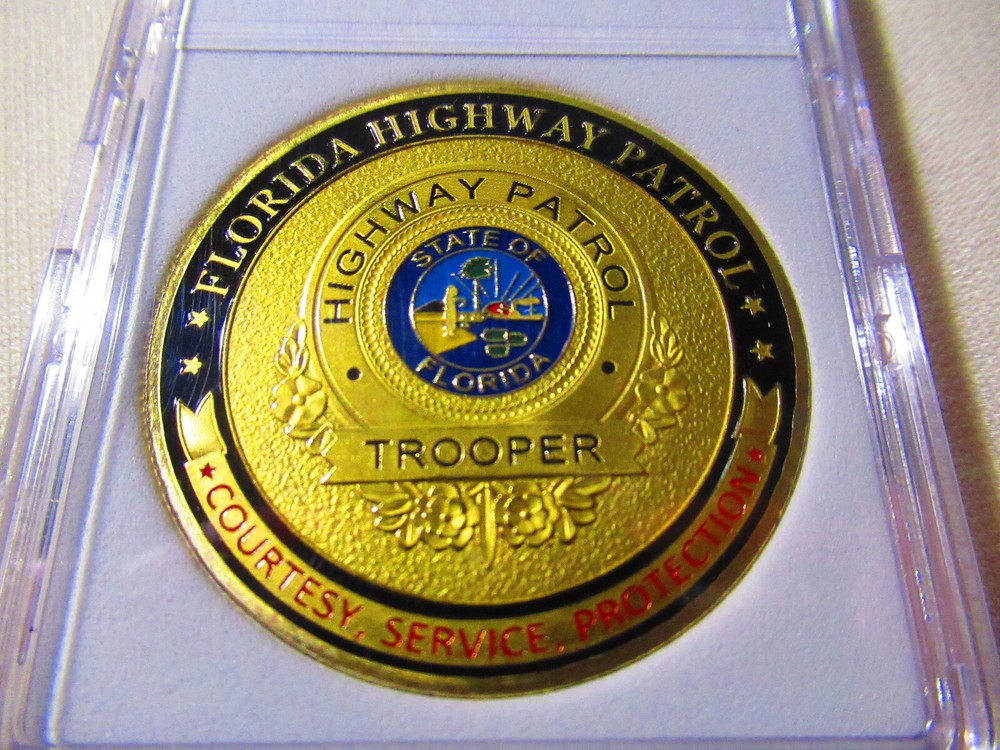 FLORIDA HIGHWAY PATROL
HIGHWAY PATROL
STATE OF
FLORIDA
TROOPER
COURTESY, SERVICE, PROTECTION